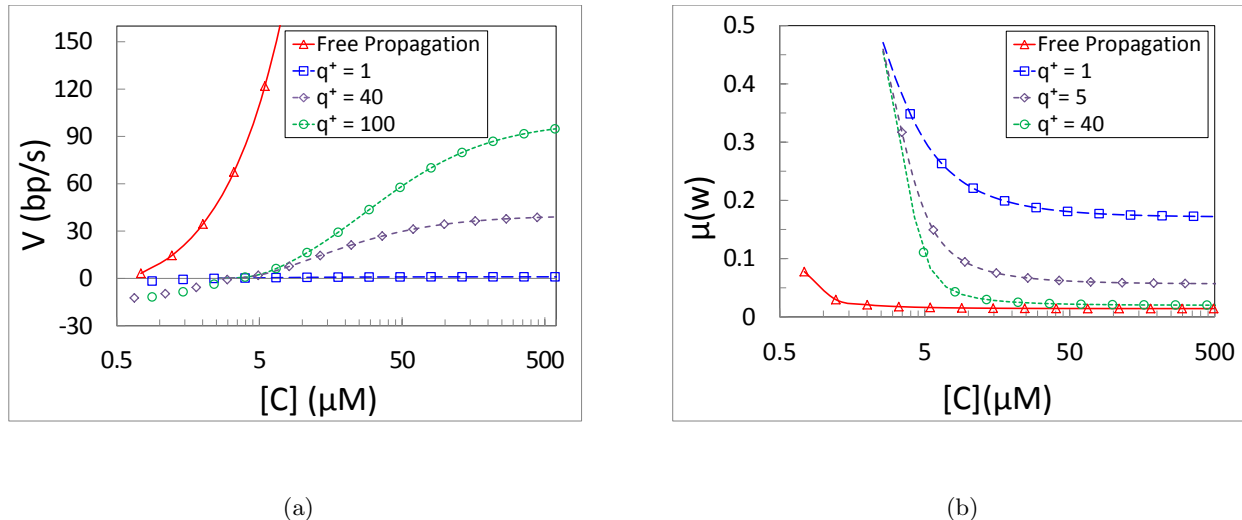 150
120
90
60
30
0
-30
V (bp/s)
0.5
5
50
500
[C] (μM)
Free Propagation
q⁺ = 1
q⁺ = 40
q⁺ = 100
(a)
0.5
0.4
0.3
0.2
0.1
0
μ(w)
0.5
5
50
500
[C](μM)
Free Propagation
q⁺ = 1
q⁺= 5
q⁺ = 40
(b)